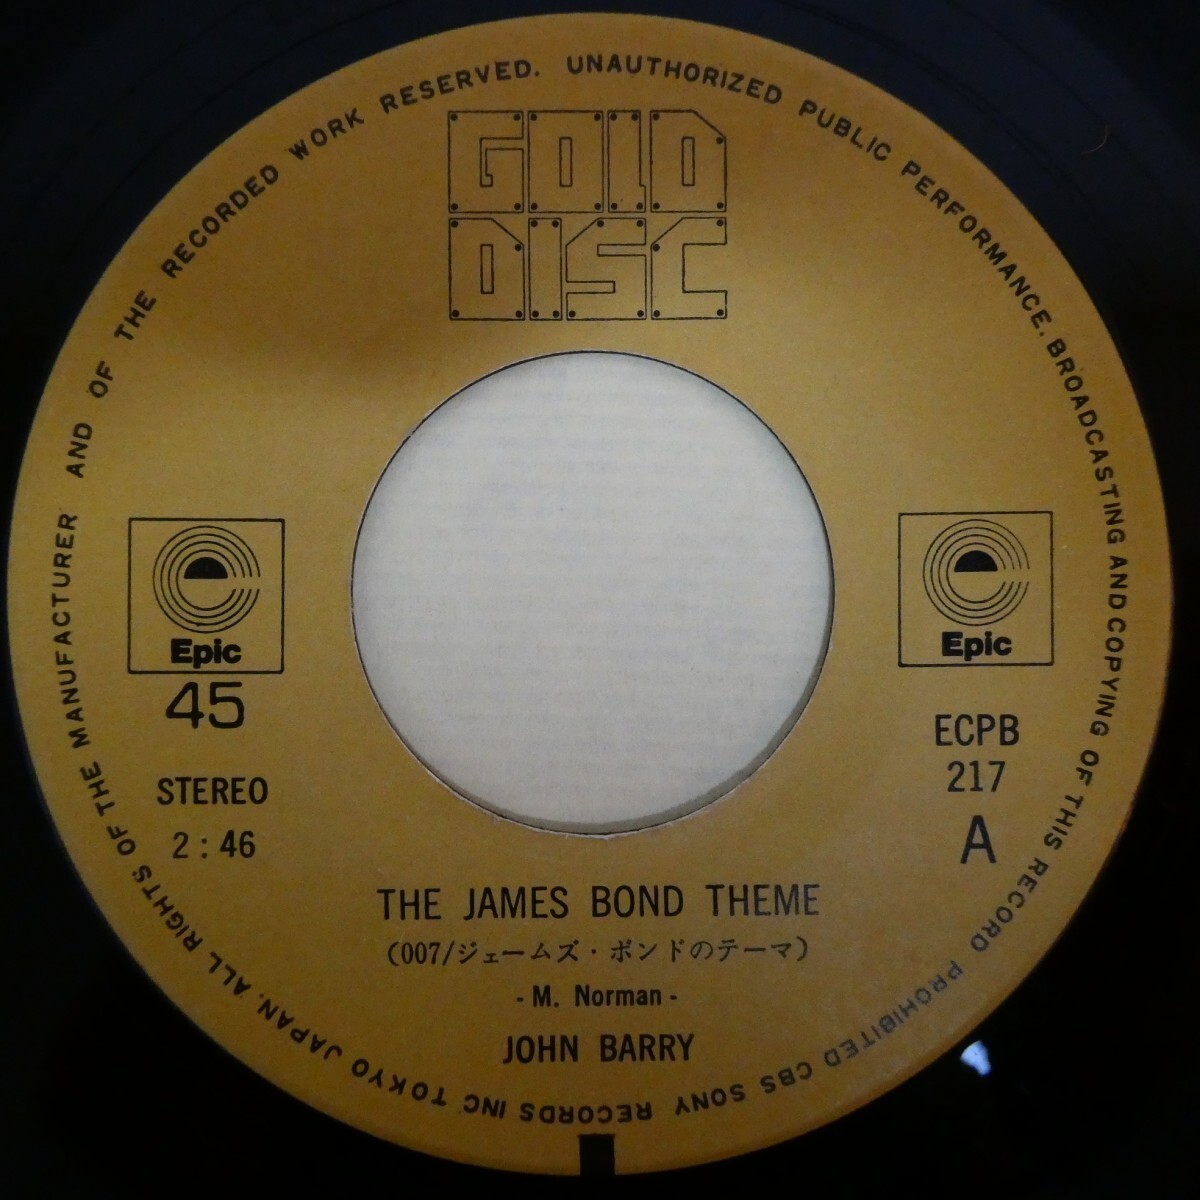 GOLD
DISC
Epic
45
STEREO
2:46
Epic
ECPB
217
A
THE JAMES BOND THEME
(007/ジェームズ・ボンドのテーマ)
- M. Norman -
JOHN BARRY
ALL RIGHTS OF THE MANUFACTURER AND OF THE RECORDED WORK RESERVED. UNAUTHORIZED PUBLIC PERFORMANCE. BROADCASTING AND COPYING OF THIS RECORD PROHIBITED CBS SONY RECORDS INC TOKYO JAPAN.